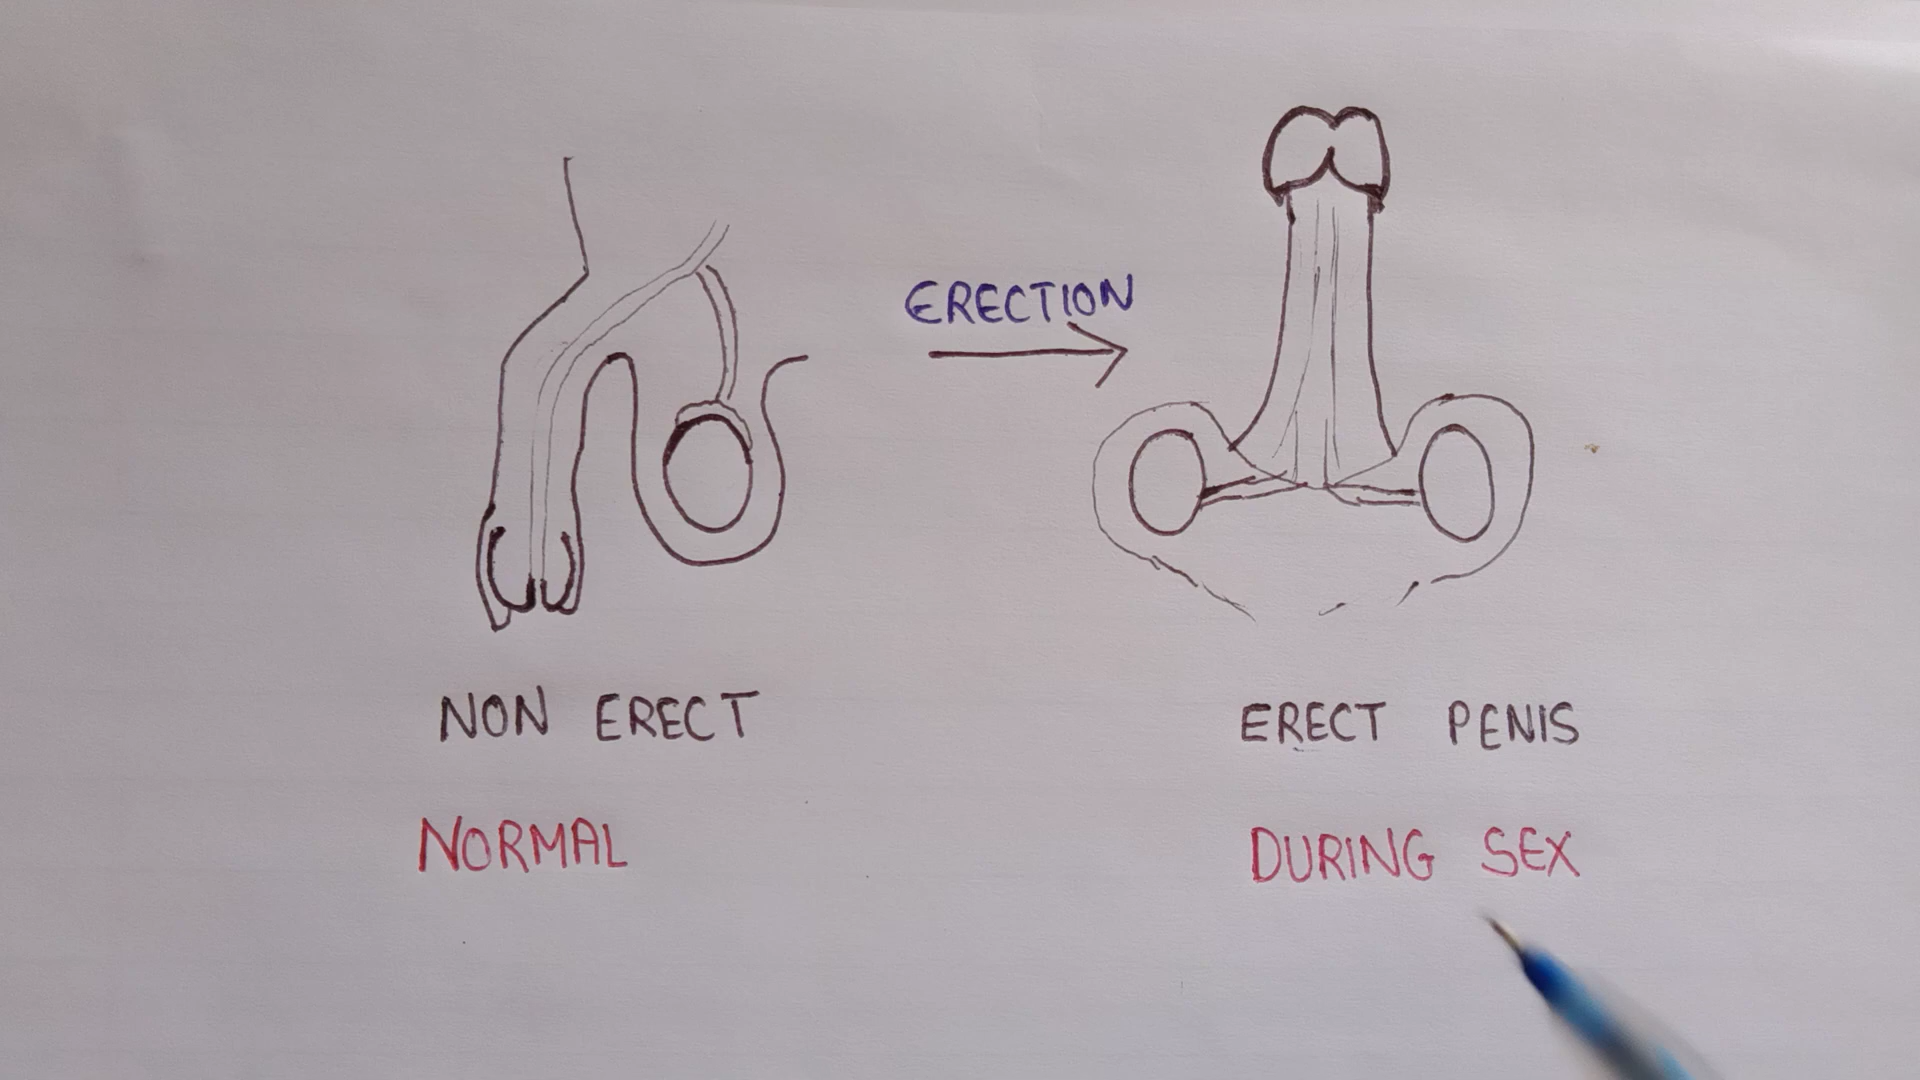 ERECTION
NON ERECT
ERECT PENIS
NORMAL
DURING SEX